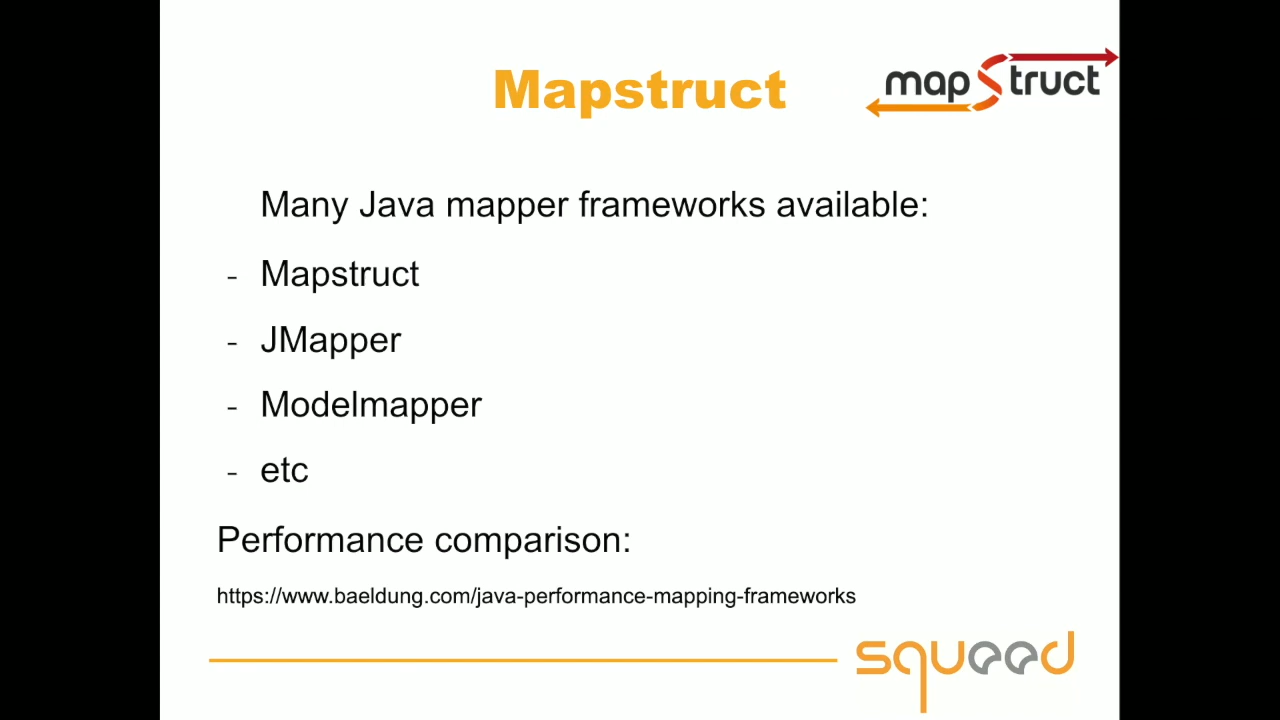 Mapstruct
mapStruct
Many Java mapper frameworks available:
- Mapstruct
- JMapper
- Modelmapper
- etc
Performance comparison:
https://www.baeldung.com/java-performance-mapping-frameworks
squeed